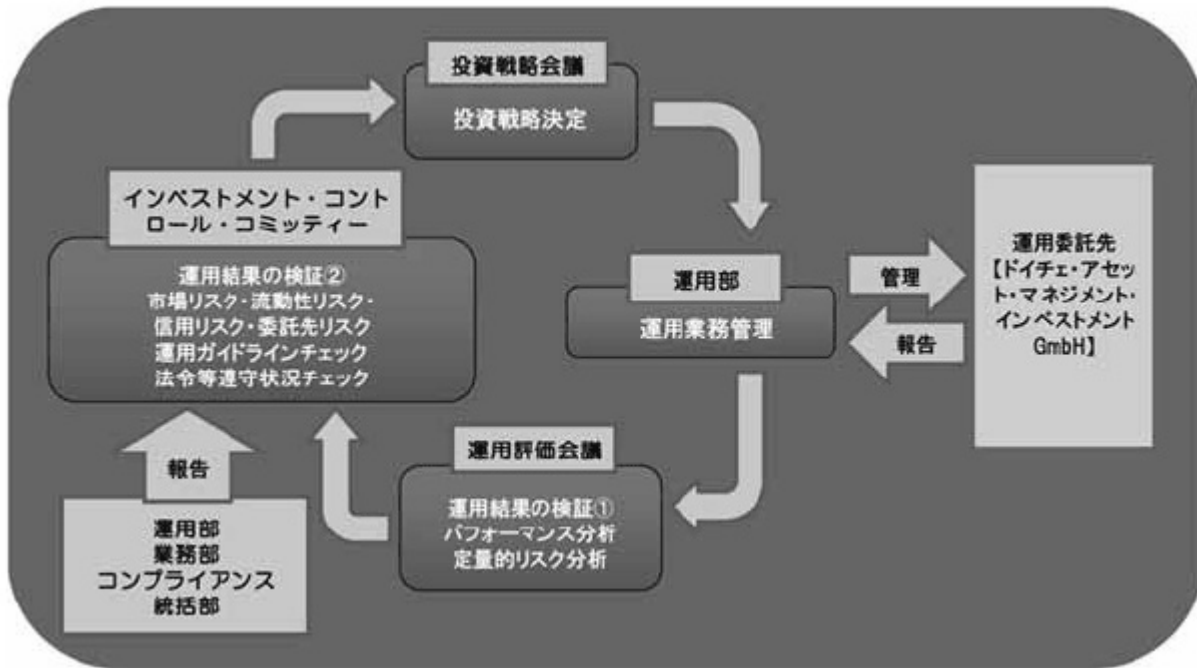 投資戦略会議
投資戦略決定
インベストメント・コント
ロール・コミッティー
運用結果の検証②
市場リスク・流動性リスク・
信用リスク・委託先リスク
運用ガイドラインチェック
法令等遵守状況チェック
運用部
運用業務管理
管理
報告
運用委託先
【ドイチェ・アセッ
ト・マネジメント・
インベストメント
GmbH】
運用評価会議
運用結果の検証①
パフォーマンス分析
定量的リスク分析
報告
運用部
業務部
コンプライアンス
統括部